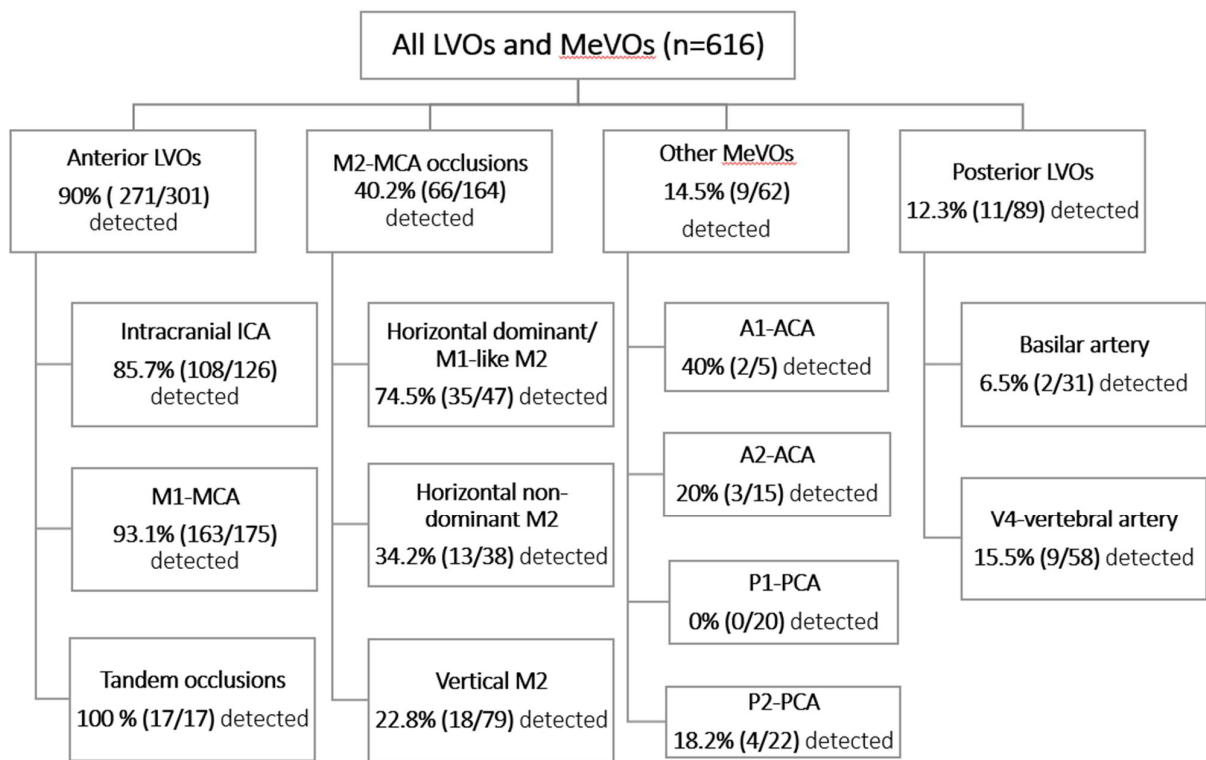 All LVOs and MeVOs (n=616)
Anterior LVOs
90% ( 271/301)
detected
Intracranial ICA
85.7% (108/126)
detected
M1-MCA
93.1% (163/175)
detected
Tandem occlusions
100 % (17/17) detected
M2-MCA occlusions
40.2% (66/164)
detected
Horizontal dominant/
M1-like M2
74.5% (35/47) detected
Horizontal non-
dominant M2
34.2% (13/38) detected
Vertical M2
22.8% (18/79) detected
Other MeVOs
14.5% (9/62)
detected
A1-ACA
40% (2/5) detected
A2-ACA
20% (3/15) detected
P1-PCA
0% (0/20) detected
P2-PCA
18.2% (4/22) detected
Posterior LVOs
12.3% (11/89) detected
Basilar artery
6.5% (2/31) detected
V4-vertebral artery
15.5% (9/58) detected